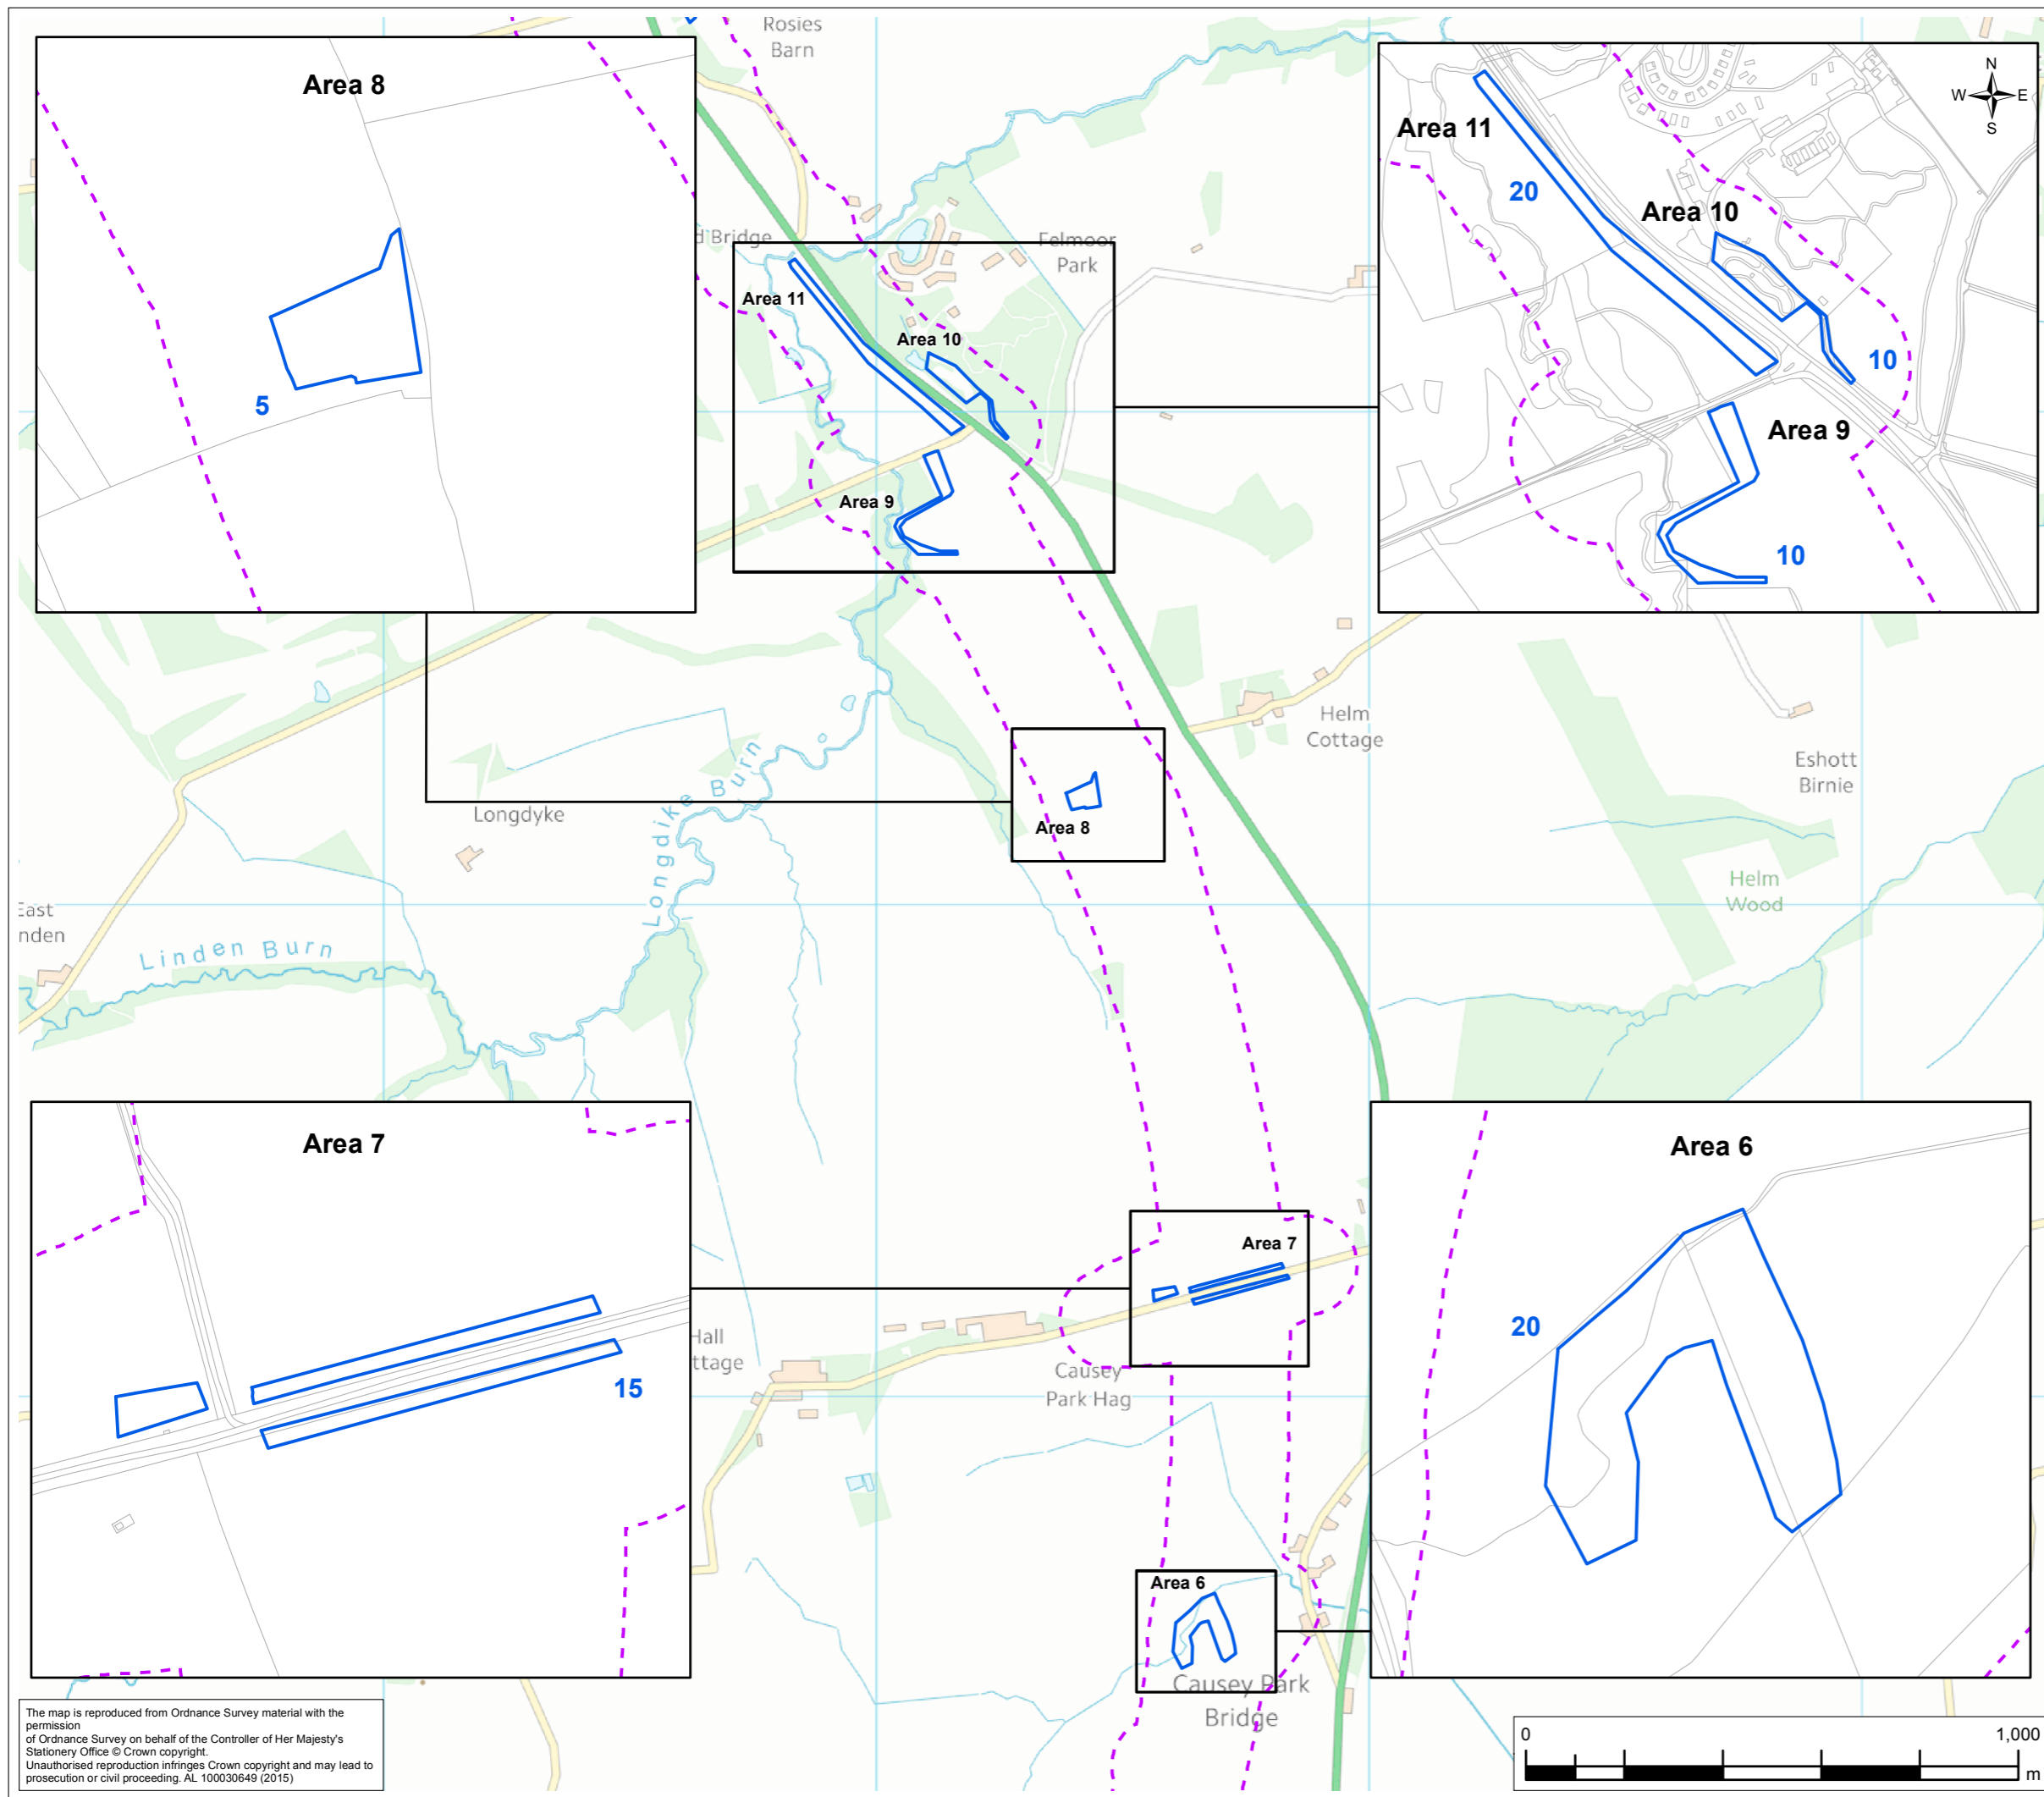 Rosies
Barn
Area 8
5
N
W
E
S
Area 11
20
Area 10
10
Area 9
10
d Bridge
Felmoor
Park
Area 11
Area 10
Area 9
Helm
Cottage
Eshott
Birnie
Longdyke
Longdike Burn
Area 8
Helm
Wood
East
nden
Linden Burn
Area 7
15
Area 7
Hall
ttage
Causey
Park Hag
Area 6
20
Area 6
Causey Park
Bridge
The map is reproduced from Ordnance Survey material with the
permission
of Ordnance Survey on behalf of the Controller of Her Majesty's
Stationery Office © Crown copyright.
Unauthorised reproduction infringes Crown copyright and may lead to
prosecution or civil proceeding. AL 100030649 (2015)
0
1,000
m